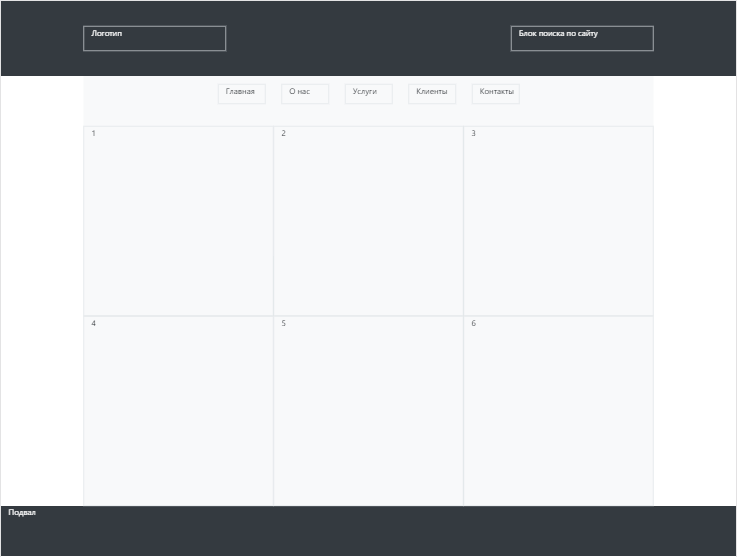 Логотип
Блок поиска по сайту
Главная
О нас
Услуги
Клиенты
Контакты
1
2
3
4
5
6
Подвал